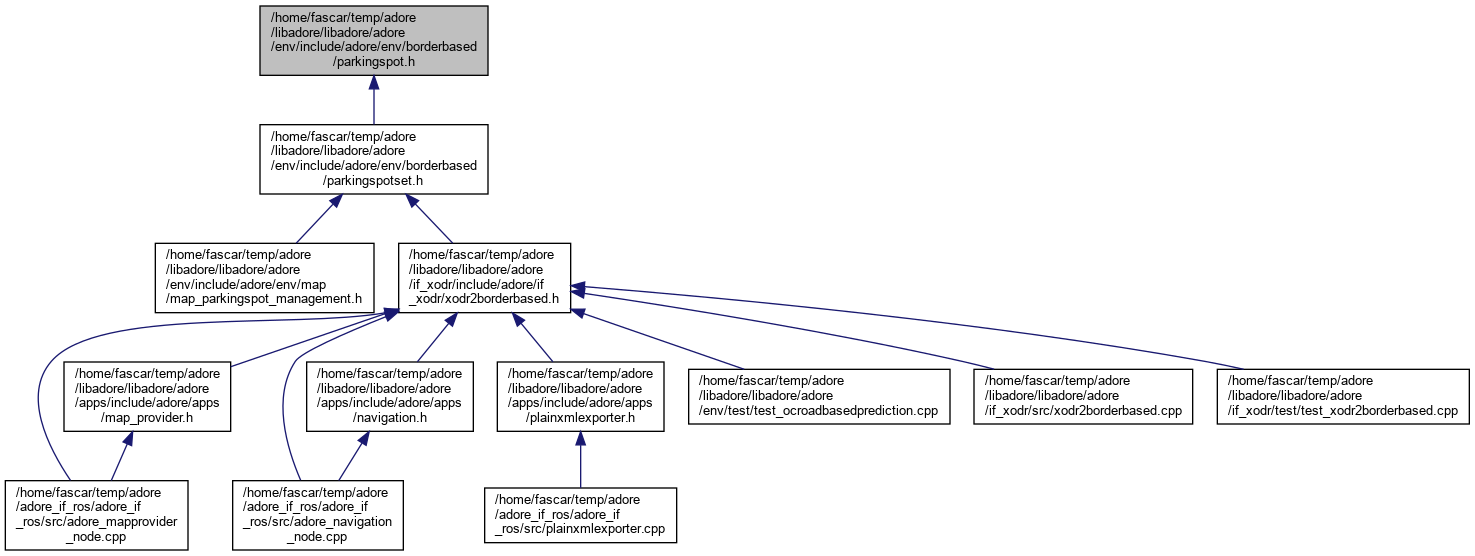 /home/fascar/temp/adore
/libadore/libadore/adore
/env/include/adore/env/borderbased
/parkingspot.h
/home/fascar/temp/adore
/libadore/libadore/adore
/env/include/adore/env/borderbased
/parkingspotset.h
/home/fascar/temp/adore
/libadore/libadore/adore
/env/include/adore/env/map
/map_parkingspot_management.h
/home/fascar/temp/adore
/libadore/libadore/adore
/if_xodr/include/adore/if
_xodr/xodr2borderbased.h
/home/fascar/temp/adore
/libadore/libadore/adore
/apps/include/adore/apps
/map_provider.h
/home/fascar/temp/adore
/libadore/libadore/adore
/apps/include/adore/apps
/navigation.h
/home/fascar/temp/adore
/libadore/libadore/adore
/apps/include/adore/apps
/plainxmlexporter.h
/home/fascar/temp/adore
/libadore/libadore/adore
/env/test/test_ocroadbasedprediction.cpp
/home/fascar/temp/adore
/libadore/libadore/adore
/if_xodr/src/xodr2borderbased.cpp
/home/fascar/temp/adore
/libadore/libadore/adore
/if_xodr/test/test_xodr2borderbased.cpp
/home/fascar/temp/adore
/adore_if_ros/adore_if
_ros/src/adore_mapprovider
_node.cpp
/home/fascar/temp/adore
/adore_if_ros/adore_if
_ros/src/adore_navigation
_node.cpp
/home/fascar/temp/adore
/adore_if_ros/adore_if
_ros/src/plainxmlexporter.cpp